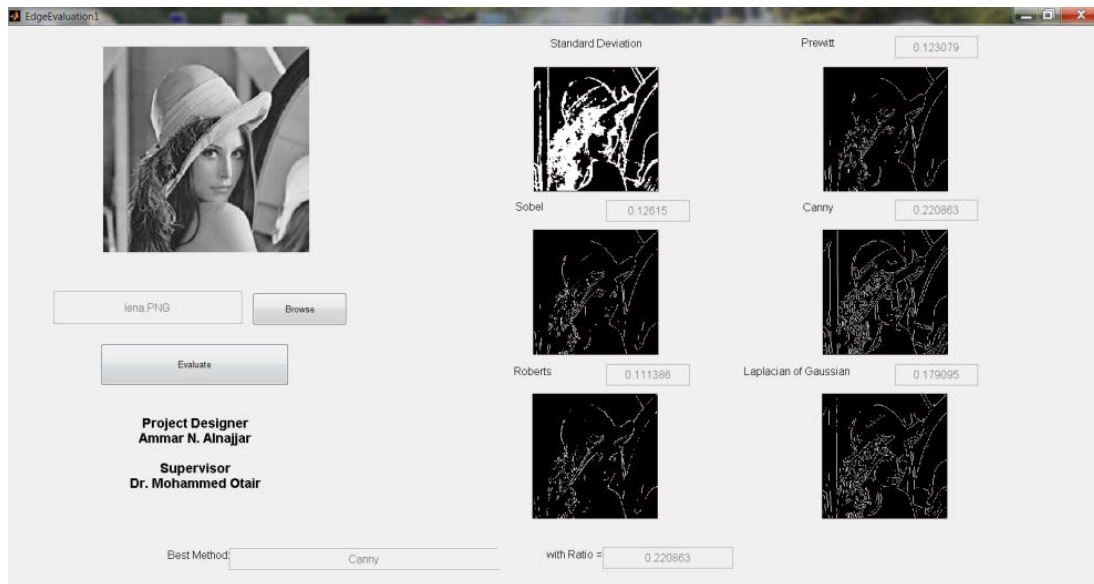 EdgeEvaluation1
Standard Deviation
Prewitt
0.123079
Sobel
0.12615
Canny
0.220863
lena.PNG
Browse
Evaluate
Roberts
0.111386
Laplacian of Gaussian
0.179095
Project Designer
Ammar N. Alnajjar
Supervisor
Dr. Mohammed Otair
Best Method:
Canny
with Ratio =
0.220863